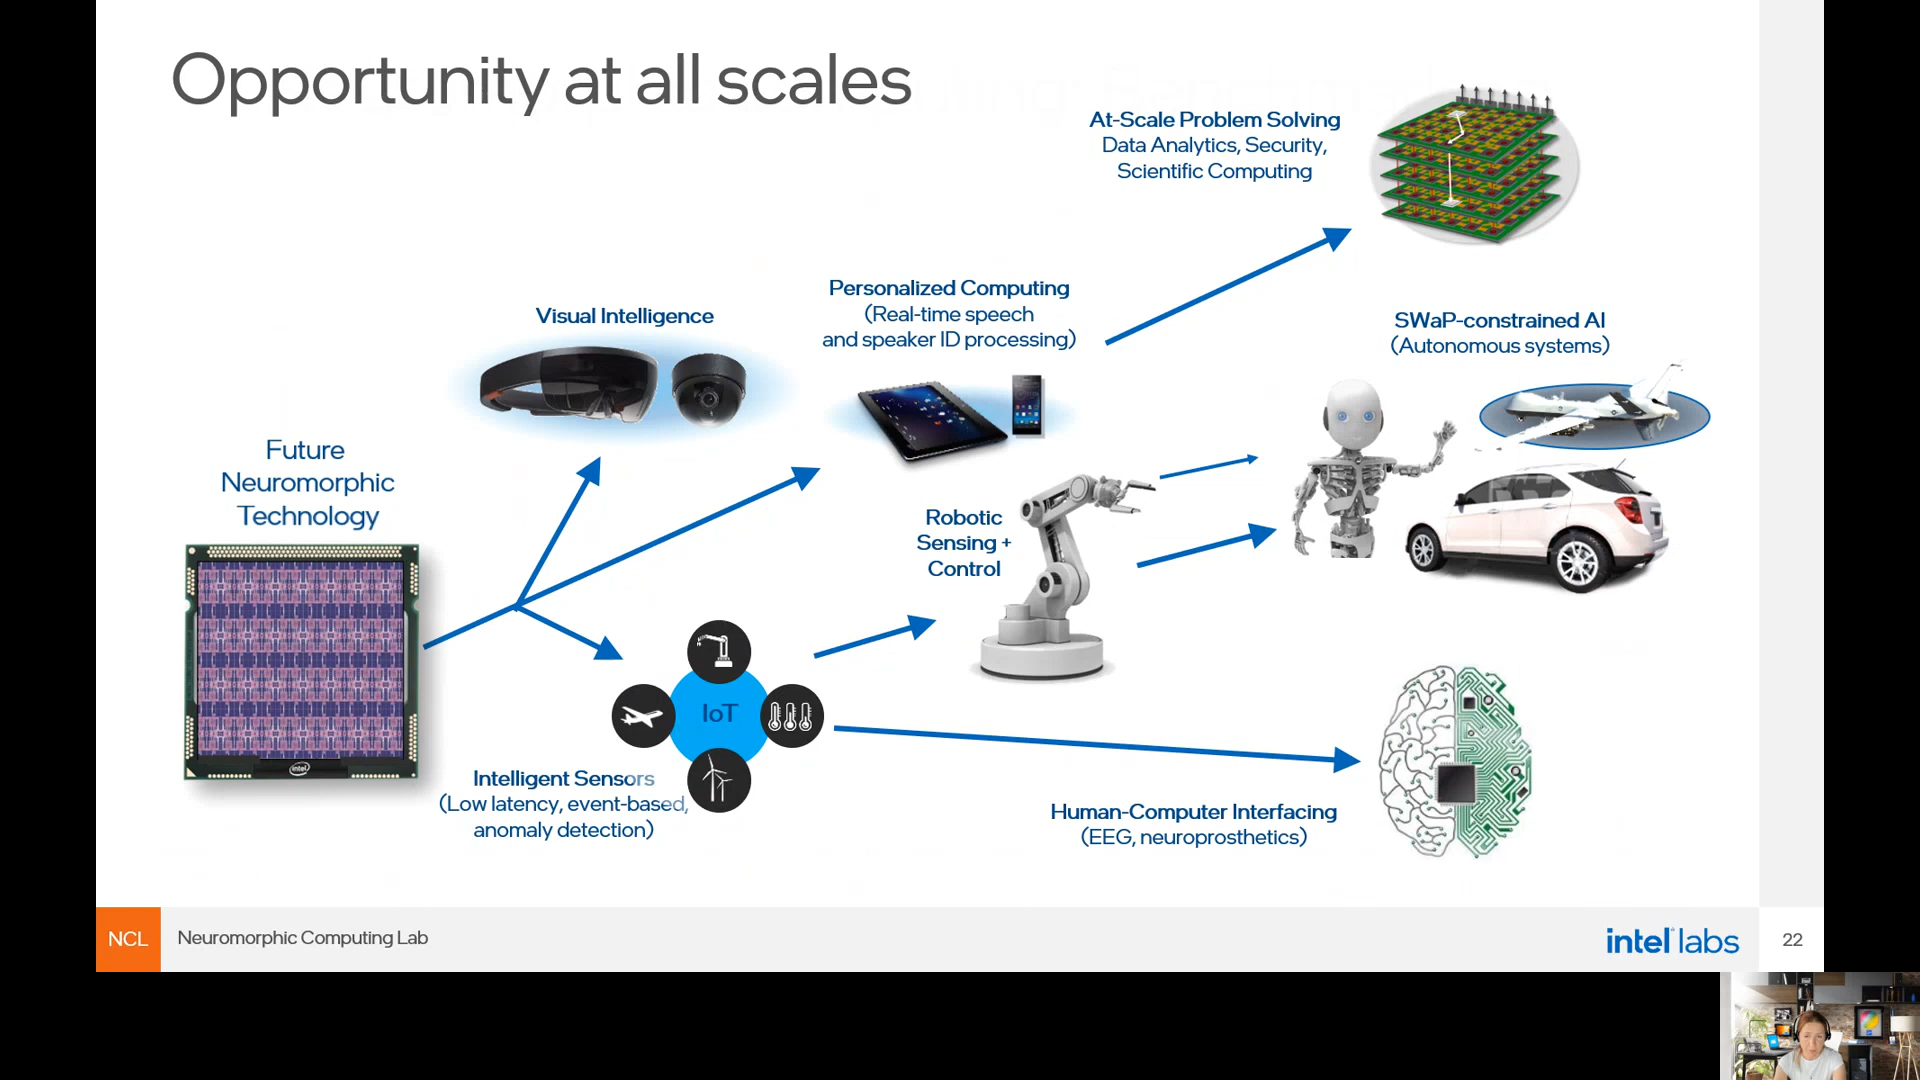 Opportunity at all scales
At-Scale Problem Solving
Data Analytics, Security,
Scientific Computing
Personalized Computing
(Real-time speech
and speaker ID processing)
Visual Intelligence
SWaP-constrained AI
(Autonomous systems)
Future
Neuromorphic
Technology
Robotic
Sensing +
Control
IoT
intel
Intelligent Sensors
(Low latency, event-based,
anomaly detection)
Human-Computer Interfacing
(EEG, neuroprosthetics)
NCL
Neuromorphic Computing Lab
intel labs
22